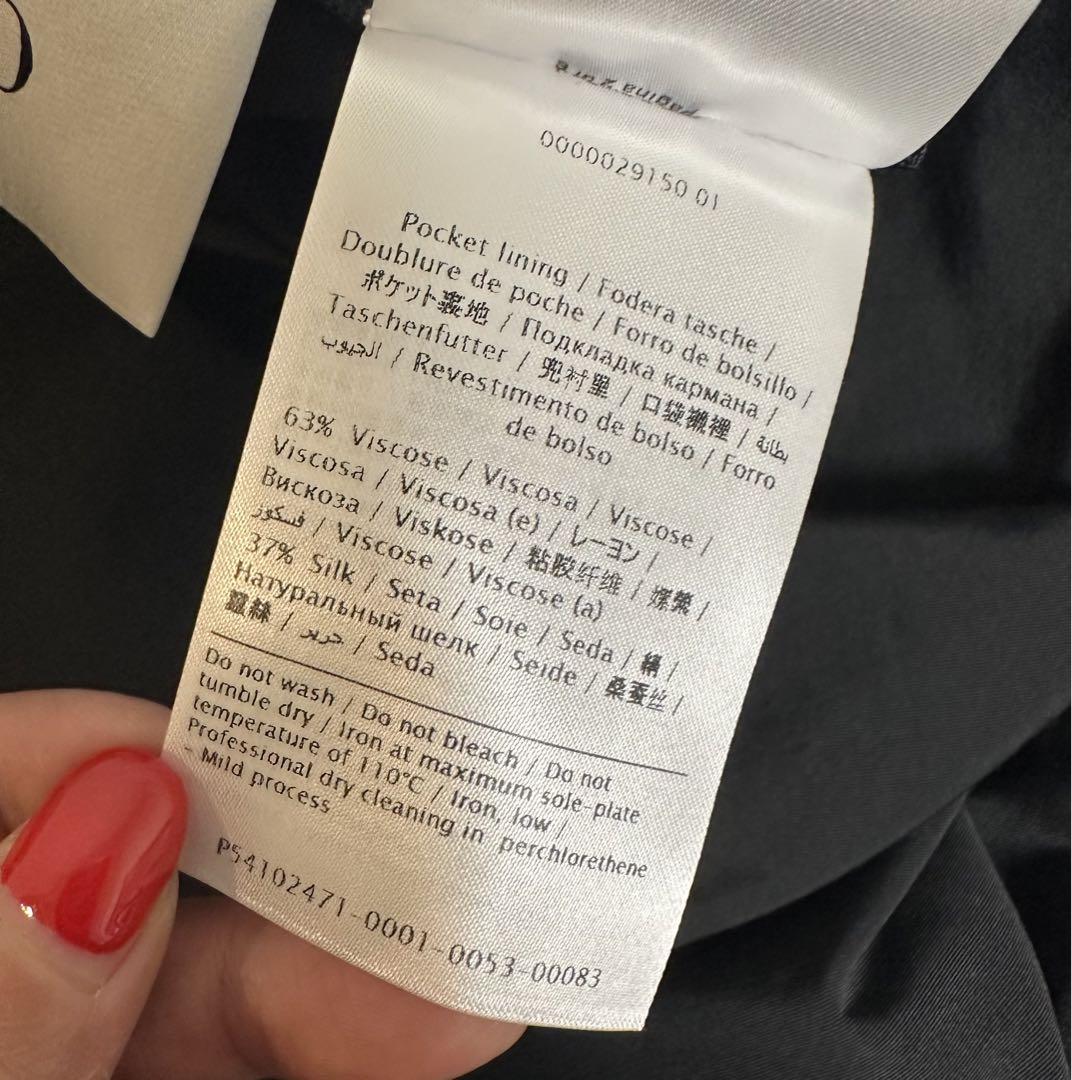 0000029150 01
Pocket lining / Fodera tasche /
Doublure de poche / Forro de bolsillo /
ポケット裏地 / Подкладка кармана /
Taschenfutter / 兜衬里 / 口袋襯裡 / بطانة
الجيوب / Revestimento de bolso / Forro
de bolso
63% Viscose / Viscosa / Viscose /
Viscosa / Viscosa (e) / レーヨン /
Вискоза / Viskose / 粘胶纤维 / 嫘縈 /
فسكوز / Viscose / Viscose (a)
37% Silk / Seta / Soie / Seda / 絹 /
Натуральный шелк / Seide / 桑蚕丝 /
蠶絲 / حرير / Seda
Do not wash / Do not bleach / Do not
tumble dry / Iron at maximum sole-plate
temperature of 110°C / Iron, low /
Professional dry cleaning in perchlorethene
- Mild process
P54102471-0001-0053-00083